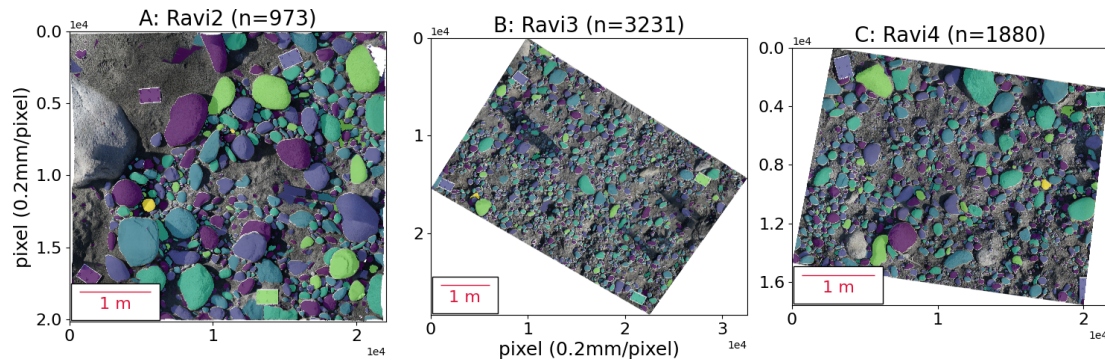 A: Ravi2 (n=973)
1e4
0.0
0.5
1.0
1.5
2.0
pixel (0.2mm/pixel)
1 m
0
1
2
1e4
B: Ravi3 (n=3231)
1e4
0
1
2
1 m
0
1
2
3
1e4
pixel (0.2mm/pixel)
C: Ravi4 (n=1880)
1e4
0.0
0.4
0.8
1.2
1.6
1 m
0
1
2
1e4